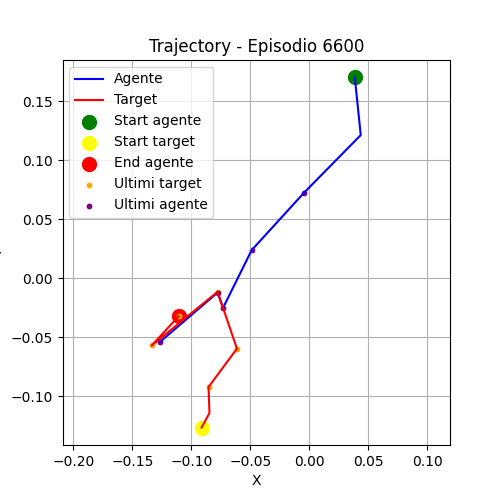 Trajectory - Episodio 6600
Agente
Target
Start agente
Start target
End agente
Ultimi target
Ultimi agente
0.15
0.10
0.05
0.00
−0.05
−0.10
−0.20 −0.15 −0.10 −0.05 0.00 0.05 0.10
X